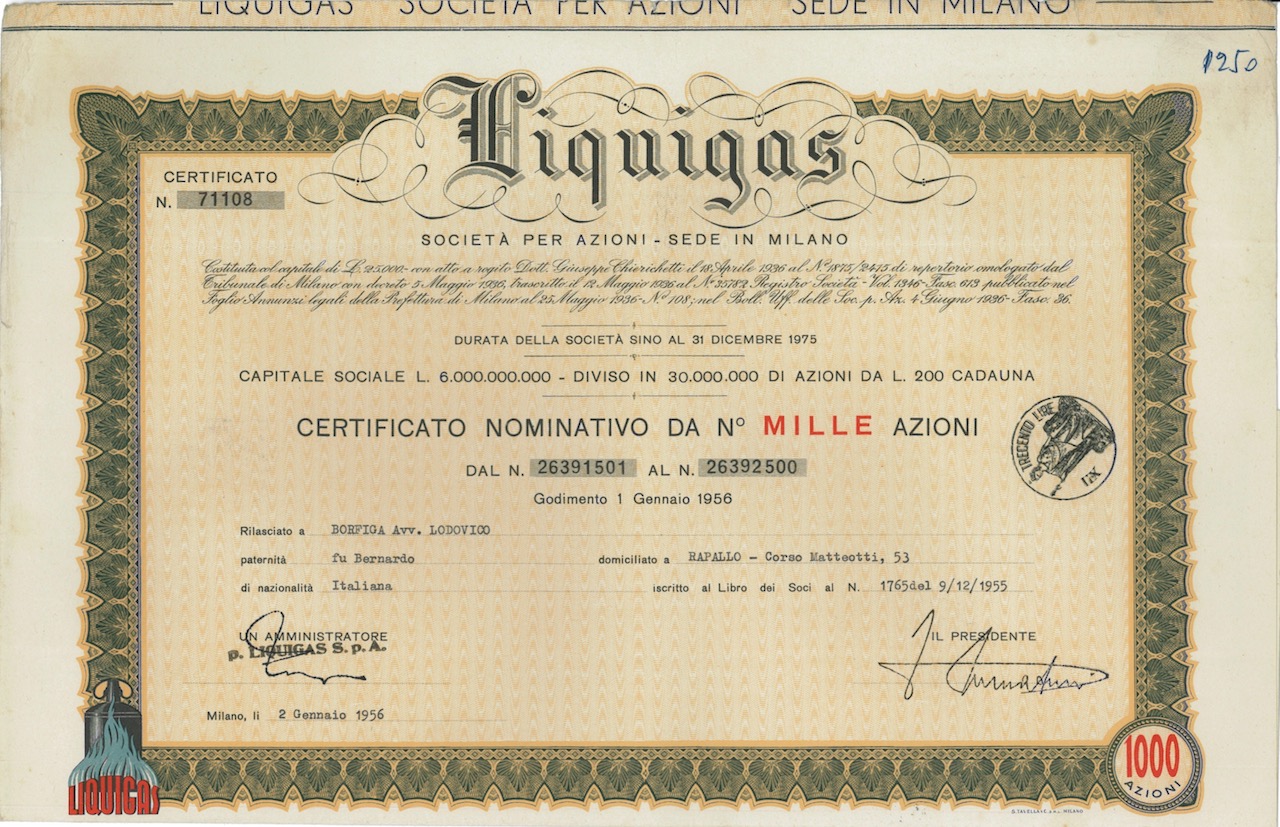 LIQUIGAS SOCIETÀ PER AZIONI SEDE IN MILANO
1250
Liquigas
CERTIFICATO
N. 71108
SOCIETÀ PER AZIONI - SEDE IN MILANO
Costituita col capitale di L. 25.000.- con atto a rogito Dott. Giuseppe Chierichetti il 18 Aprile 1936 al N° 1875/2475 di repertorio omologato dal
Tribunale di Milano con decreto 5 Maggio 1936, trascritto il 12 Maggio 1936 al N° 35782 Registro Società - Vol. 1346 - Fasc. 613 pubblicato nel
Foglio Annunzi legali della Prefettura di Milano al 25 Maggio 1936 - N° 108; nel Boll. Uff. delle Soc. p. Az. 4 Giugno 1936 - Fasc. 36.
DURATA DELLA SOCIETÀ SINO AL 31 DICEMBRE 1975
CAPITALE SOCIALE L. 6.000.000.000 - DIVISO IN 30.000.000 DI AZIONI DA L. 200 CADAUNA
CERTIFICATO NOMINATIVO DA N° MILLE AZIONI
TRECENTO LIRE
DAL N. 26391501 AL N. 26392500
Godimento 1 Gennaio 1956
Rilasciato a BORFIGA Avv. LODOVICO
paternità fu Bernardo domiciliato a RAPALLO - Corso Matteotti, 53
di nazionalità Italiana iscritto al Libro dei Soci al N. 1765del 9/12/1955
UN AMMINISTRATORE IL PRESIDENTE
p. LIQUIGAS S.p.A.
Milano, li 2 Gennaio 1956
LIQUIGAS
1000
AZIONI